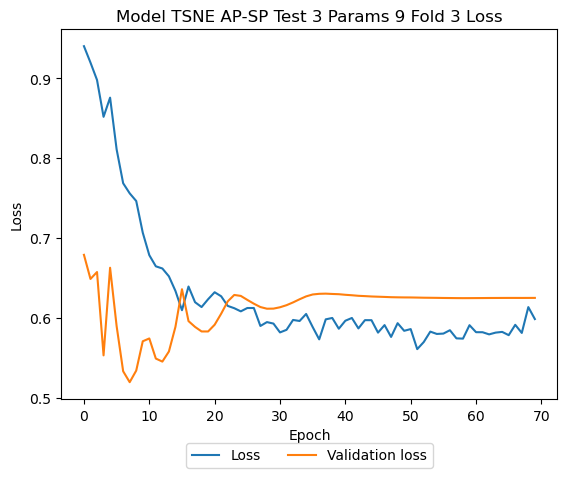 Model TSNE AP-SP Test 3 Params 9 Fold 3 Loss
Loss
0.9
0.8
0.7
0.6
0.5
0 10 20 30 40 50 60 70
Epoch
Loss Validation loss